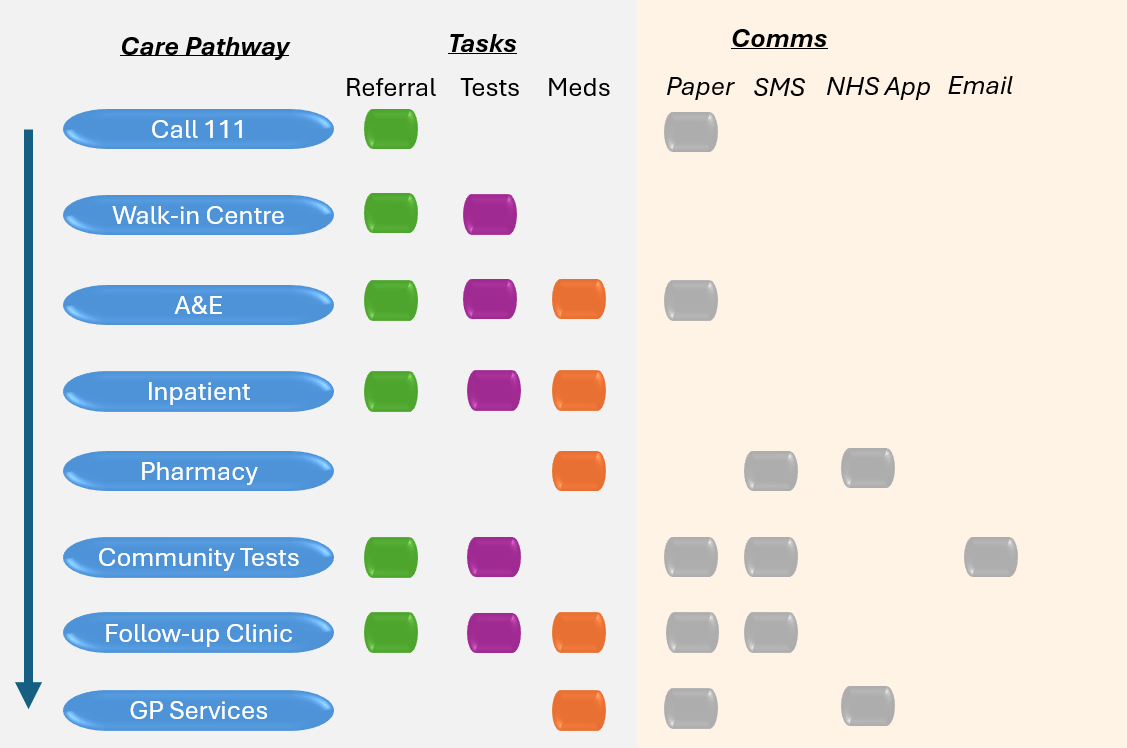 Care Pathway
Tasks
Comms
Referral Tests Meds
Paper SMS NHS App Email
Call 111
Walk-in Centre
A&E
Inpatient
Pharmacy
Community Tests
Follow-up Clinic
GP Services